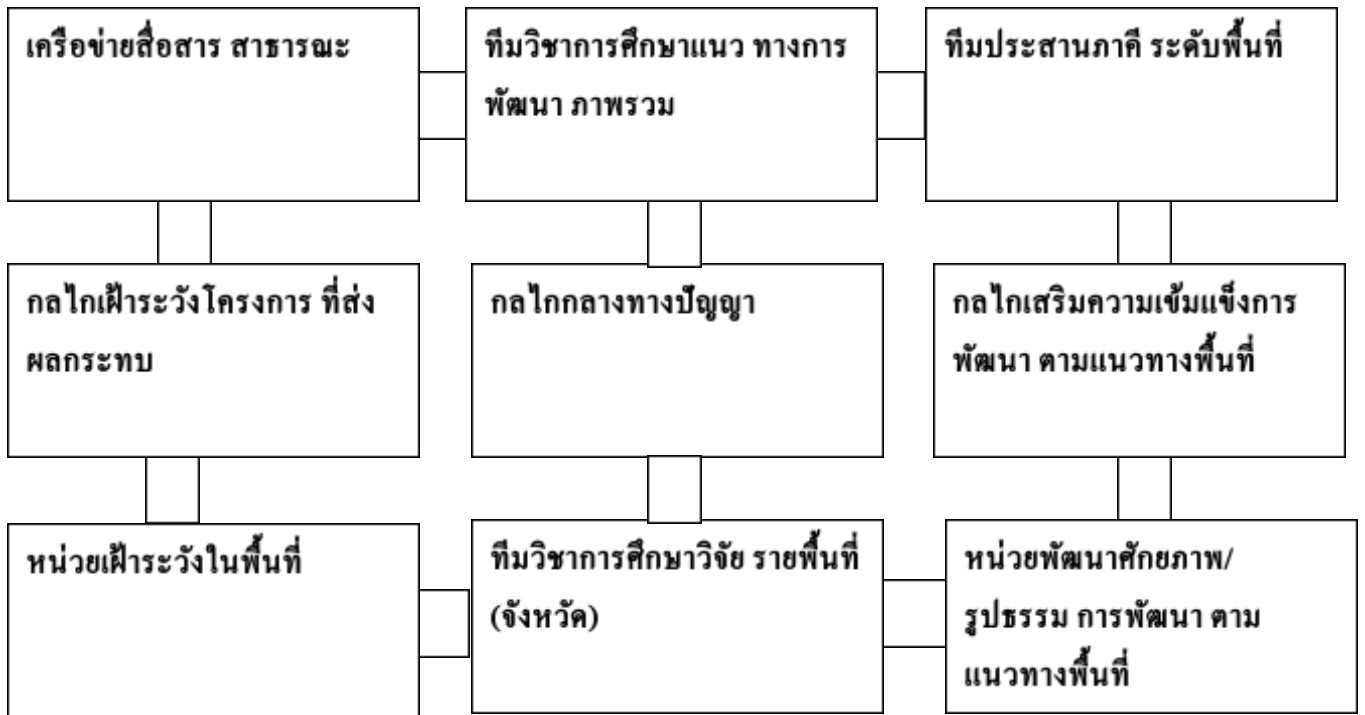 เครือข่ายสื่อสาร สาธารณะ
ทีมวิชาการศึกษาแนว ทางการ
พัฒนา ภาพรวม
ทีมประสานภาคี ระดับพื้นที่
กลไกเฝ้าระวังโครงการ ที่ส่ง
ผลกระทบ
กลไกกลางทางปัญญา
กลไกเสริมความเข้มแข็งการ
พัฒนา ตามแนวทางพื้นที่
หน่วยเฝ้าระวังในพื้นที่
ทีมวิชาการศึกษาวิจัย รายพื้นที่
(จังหวัด)
หน่วยพัฒนาศักยภาพ/
รูปธรรม การพัฒนา ตาม
แนวทางพื้นที่